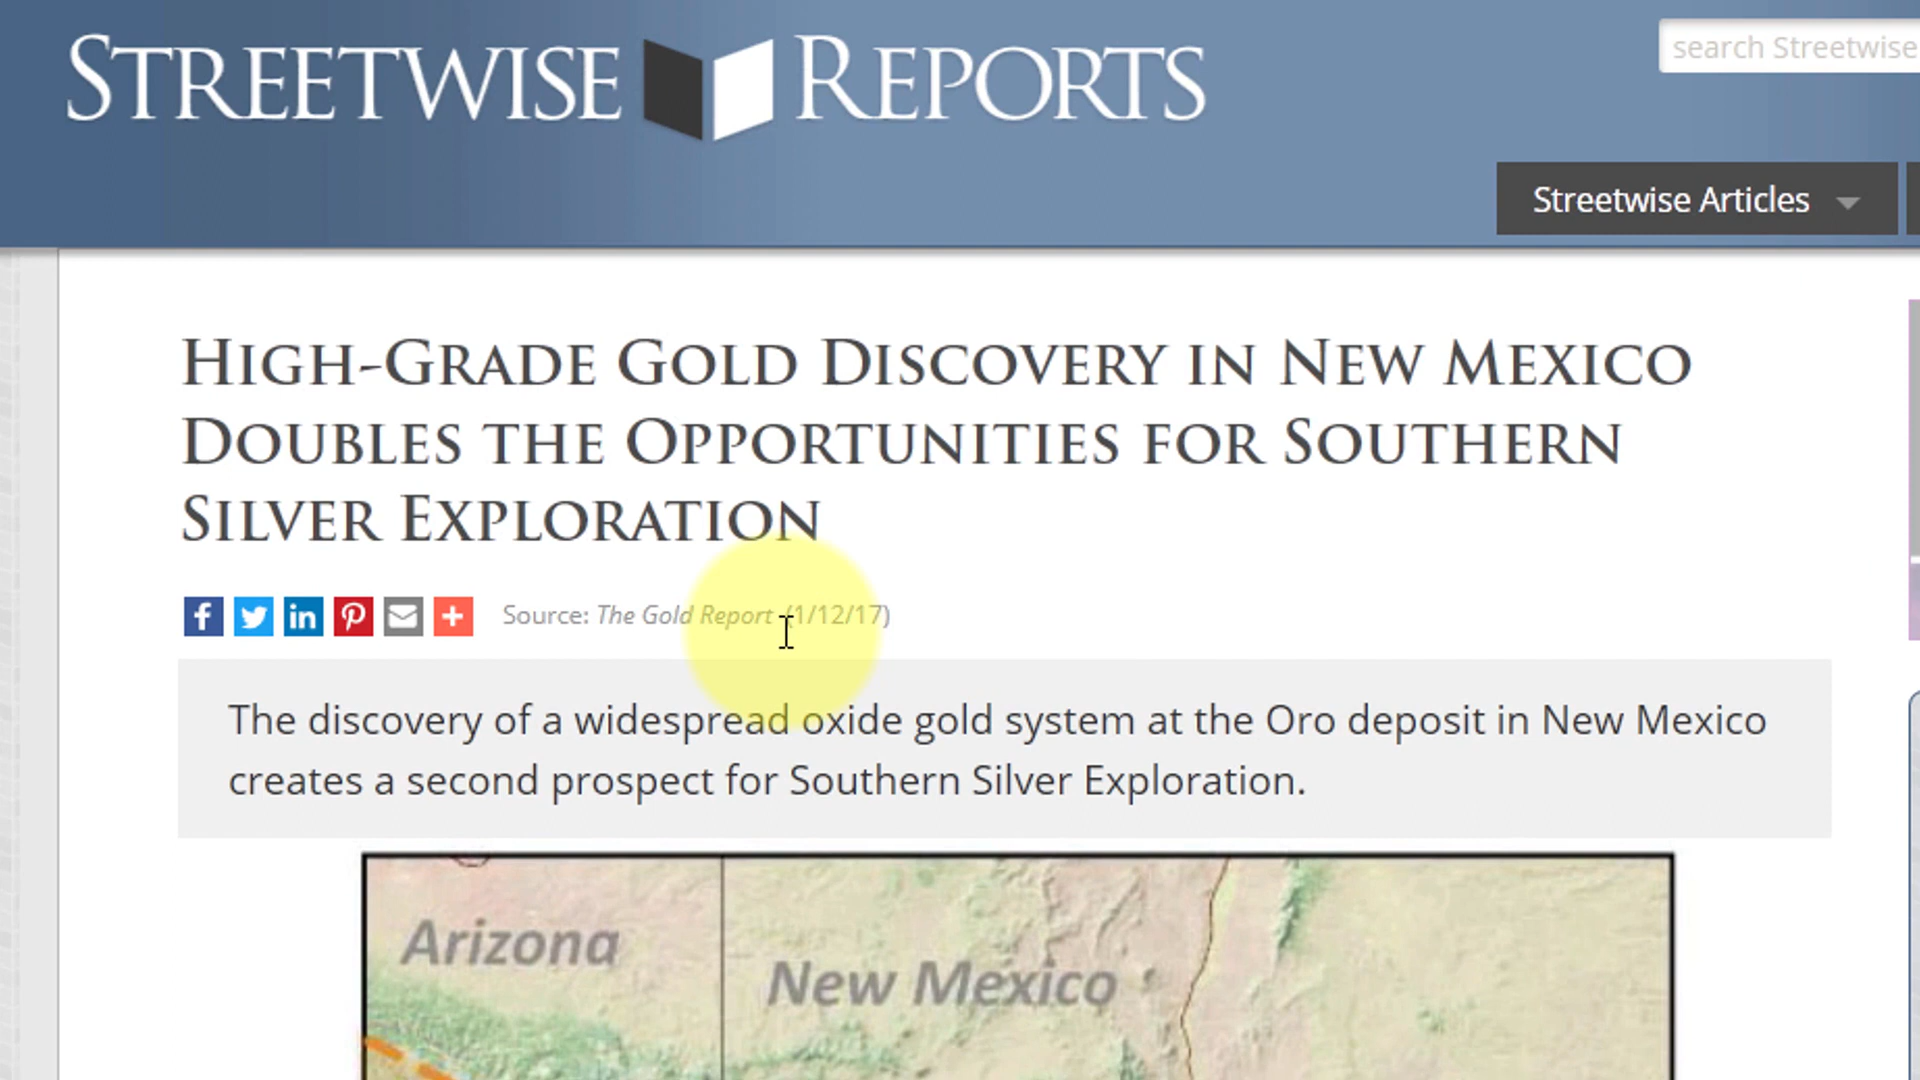 STREETWISE REPORTS
search Streetwise
Streetwise Articles
HIGH-GRADE GOLD DISCOVERY IN NEW MEXICO
DOUBLES THE OPPORTUNITIES FOR SOUTHERN
SILVER EXPLORATION
Source: The Gold Report (1/12/17)
The discovery of a widespread oxide gold system at the Oro deposit in New Mexico
creates a second prospect for Southern Silver Exploration.
Arizona
New Mexico